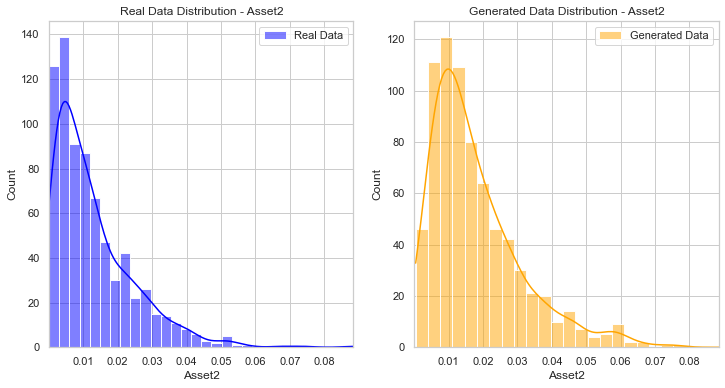 Real Data Distribution - Asset2
Real Data
Count
140
120
100
80
60
40
20
0
0.01 0.02 0.03 0.04 0.05 0.06 0.07 0.08
Asset2
Generated Data Distribution - Asset2
Generated Data
Count
120
100
80
60
40
20
0
0.01 0.02 0.03 0.04 0.05 0.06 0.07 0.08
Asset2